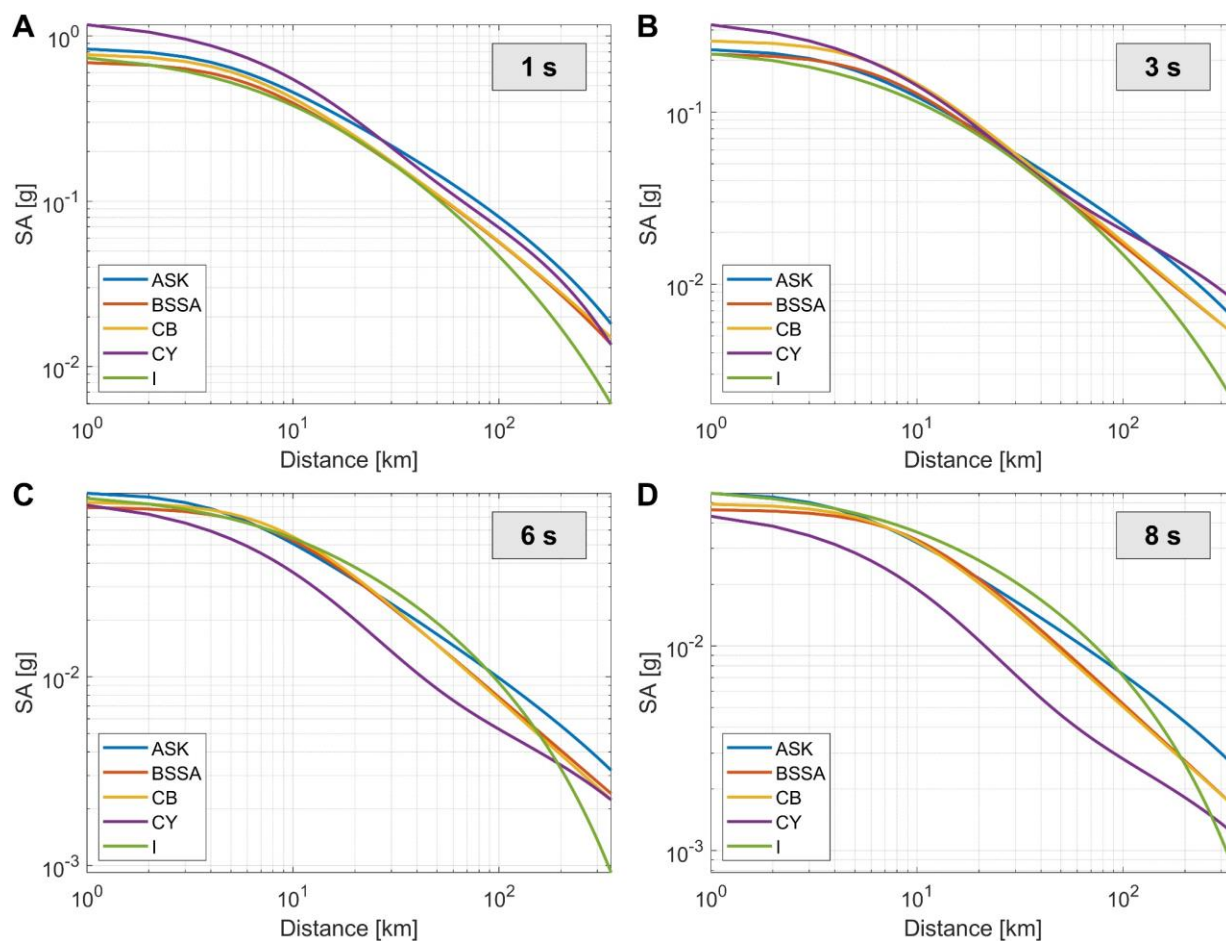 A
1 s
10^0
10^-1
10^-2
SA [g]
ASK
BSSA
CB
CY
I
10^0
10^1
10^2
Distance [km]
B
3 s
10^-1
10^-2
SA [g]
ASK
BSSA
CB
CY
I
10^0
10^1
10^2
Distance [km]
C
6 s
10^-2
10^-3
SA [g]
ASK
BSSA
CB
CY
I
10^0
10^1
10^2
Distance [km]
D
8 s
10^-2
10^-3
SA [g]
ASK
BSSA
CB
CY
I
10^0
10^1
10^2
Distance [km]